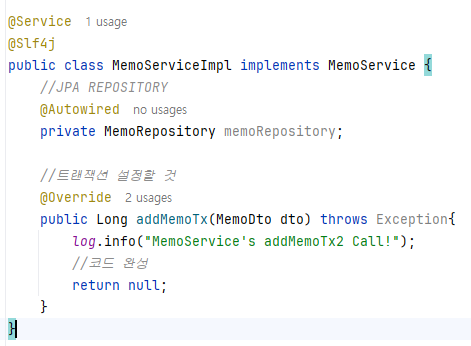 @Service 1 usage
@Slf4j
public class MemoServiceImpl implements MemoService {
//JPA REPOSITORY
@Autowired no usages
private MemoRepository memoRepository;
//트랜잭션 설정할 것
@Override 2 usages
public Long addMemoTx(MemoDto dto) throws Exception{
log.info("MemoService's addMemoTx2 Call!");
//코드 완성
return null;
}
}